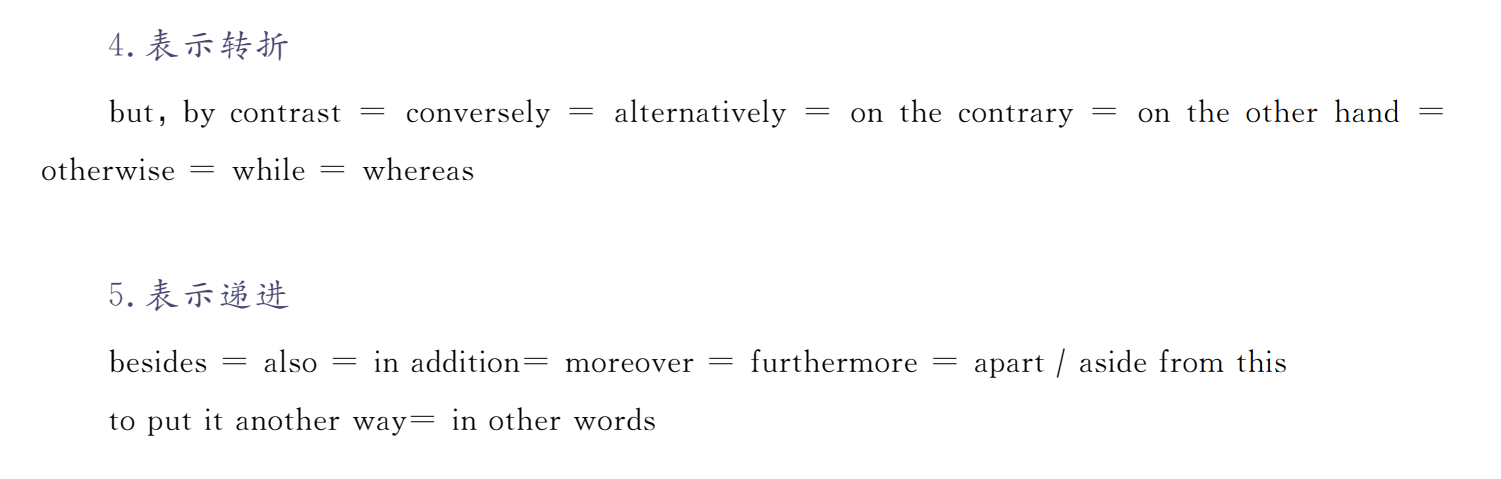 4. 表示转折
but, by contrast = conversely = alternatively = on the contrary = on the other hand =
otherwise = while = whereas
5. 表示递进
besides = also = in addition= moreover = furthermore = apart / aside from this
to put it another way= in other words